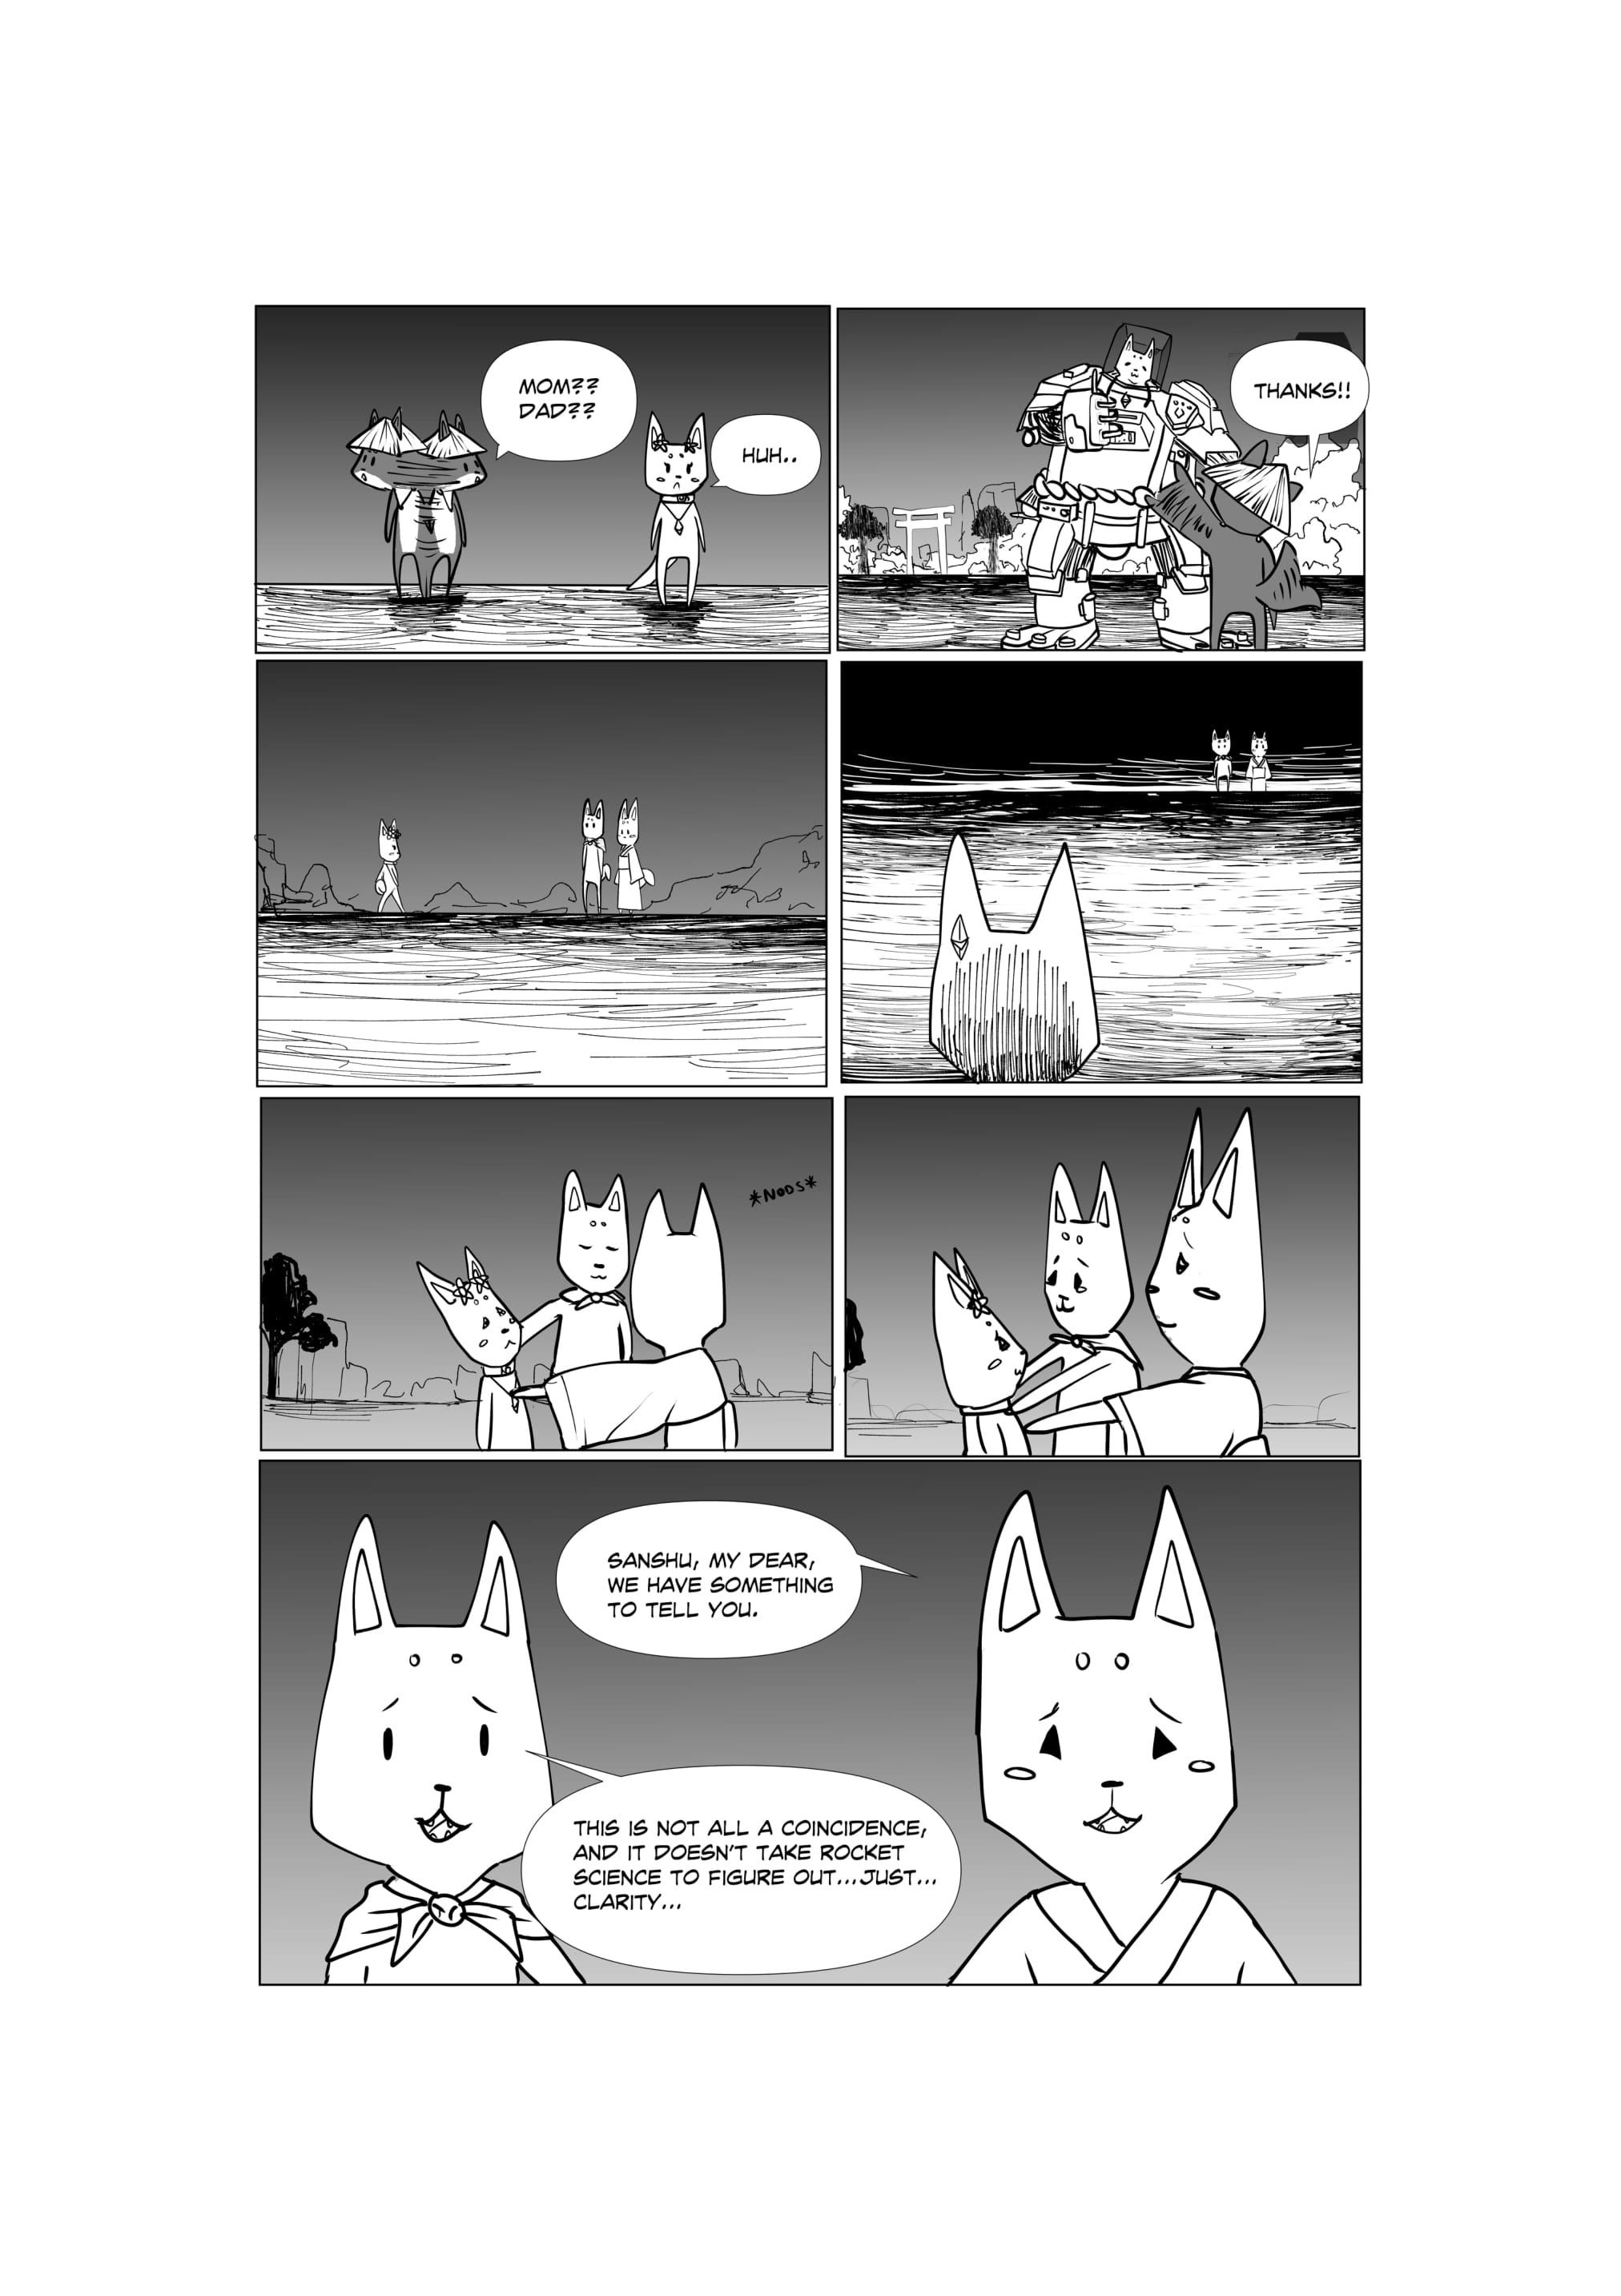 MOM??
DAD??
HUH..
THANKS!!
*NODS*
SANSHU, MY DEAR,
WE HAVE SOMETHING
TO TELL YOU.
THIS IS NOT ALL A COINCIDENCE,
AND IT DOESN'T TAKE ROCKET
SCIENCE TO FIGURE OUT...JUST...
CLARITY...